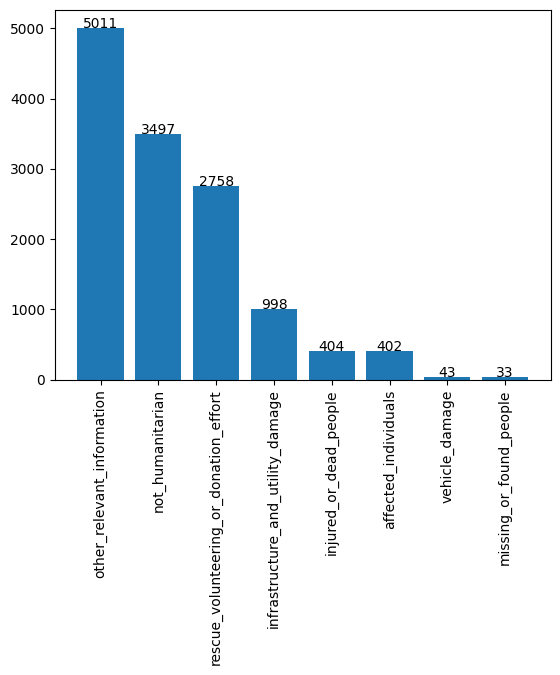 5011
3497
2758
998
404
402
43
33
5000
4000
3000
2000
1000
0
other_relevant_information
not_humanitarian
rescue_volunteering_or_donation_effort
infrastructure_and_utility_damage
injured_or_dead_people
affected_individuals
vehicle_damage
missing_or_found_people